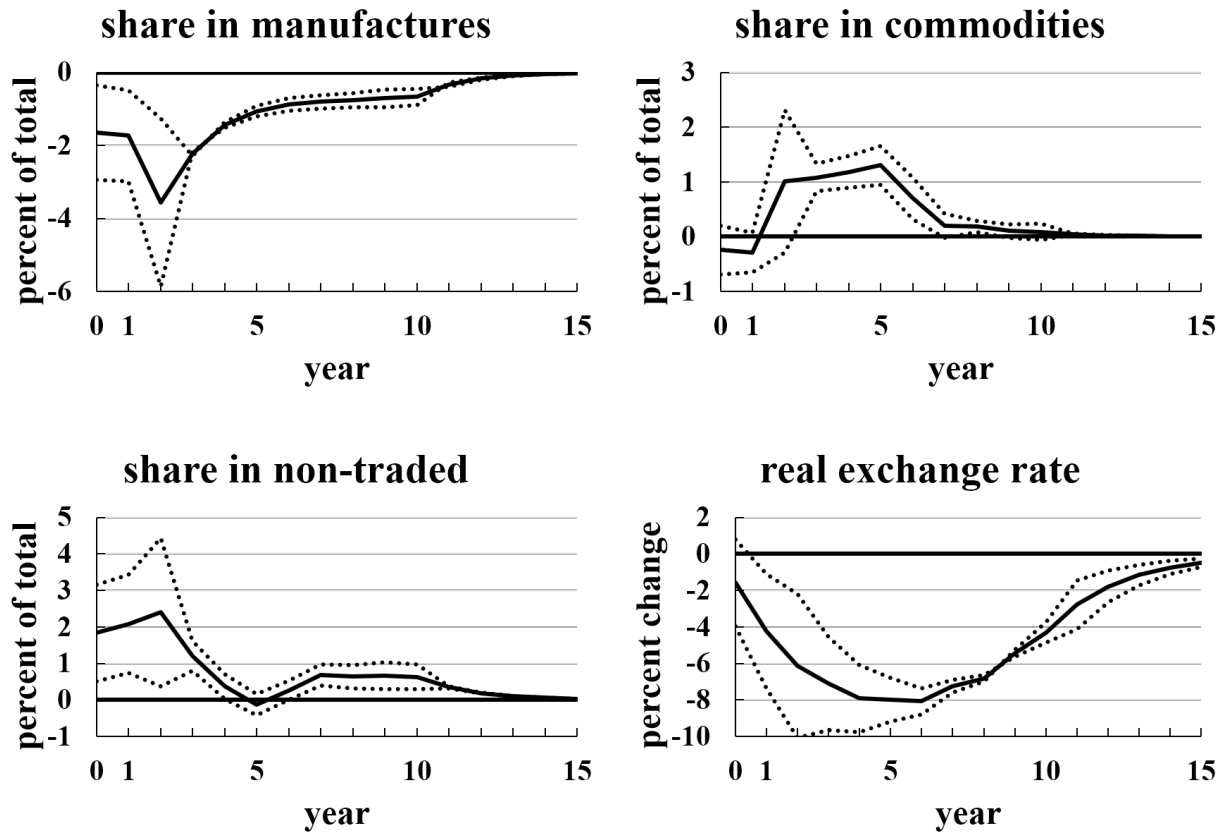 share in manufactures
percent of total
0
-2
-4
-6
0 1 5 10 15
year
share in commodities
percent of total
3
2
1
0
-1
0 1 5 10 15
year
share in non-traded
percent of total
5
4
3
2
1
0
-1
0 1 5 10 15
year
real exchange rate
percent change
2
0
-2
-4
-6
-8
-10
0 1 5 10 15
year